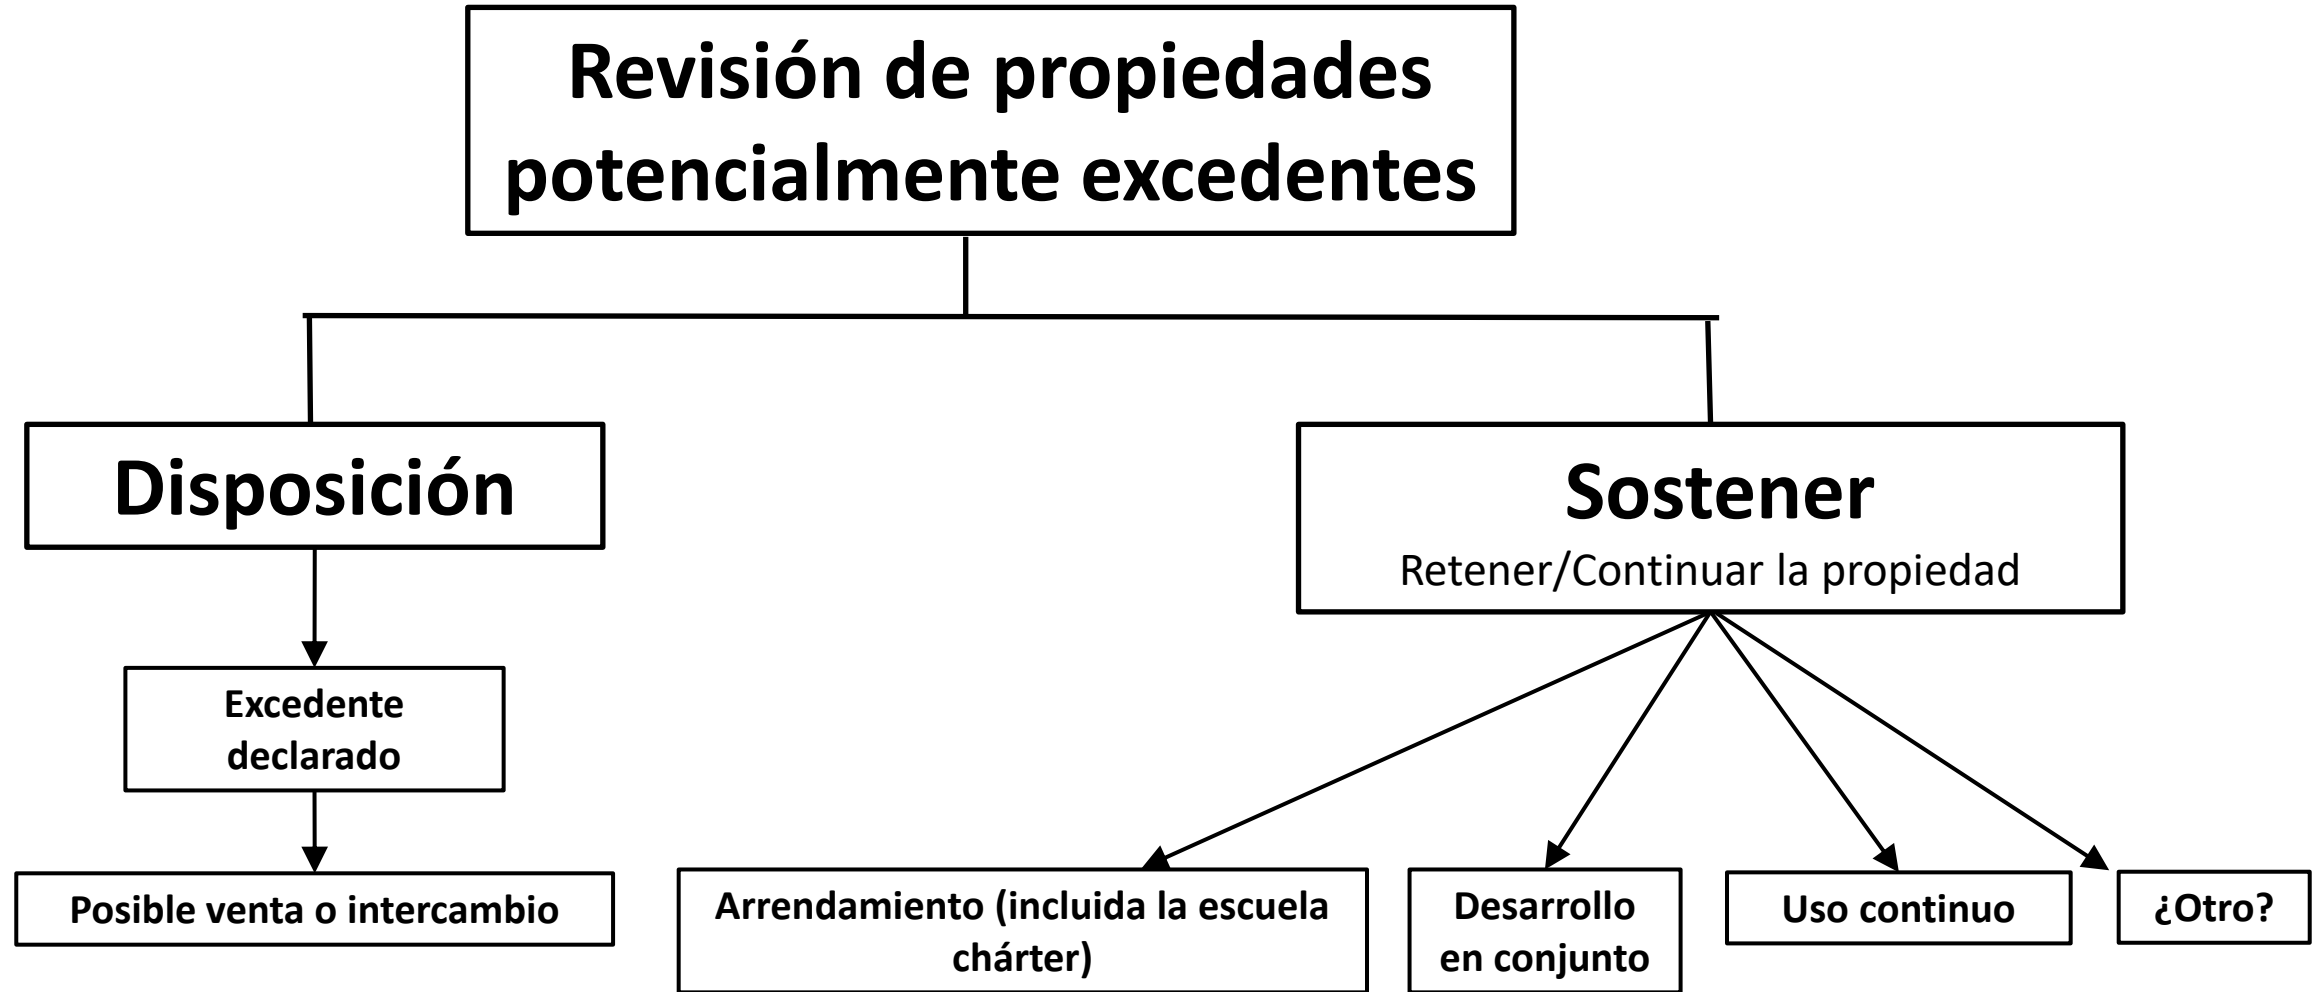 Revisión de propiedades
potencialmente excedentes
Disposición
Sostener
Retener/Continuar la propiedad
Excedente
declarado
Posible venta o intercambio
Arrendamiento (incluida la escuela
chárter)
Desarrollo
en conjunto
Uso continuo
¿Otro?